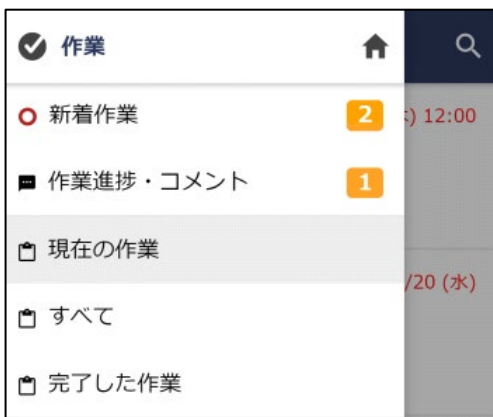 作業
新着作業 2
) 12:00
作業進捗・コメント 1
現在の作業
/20 (水)
すべて
完了した作業